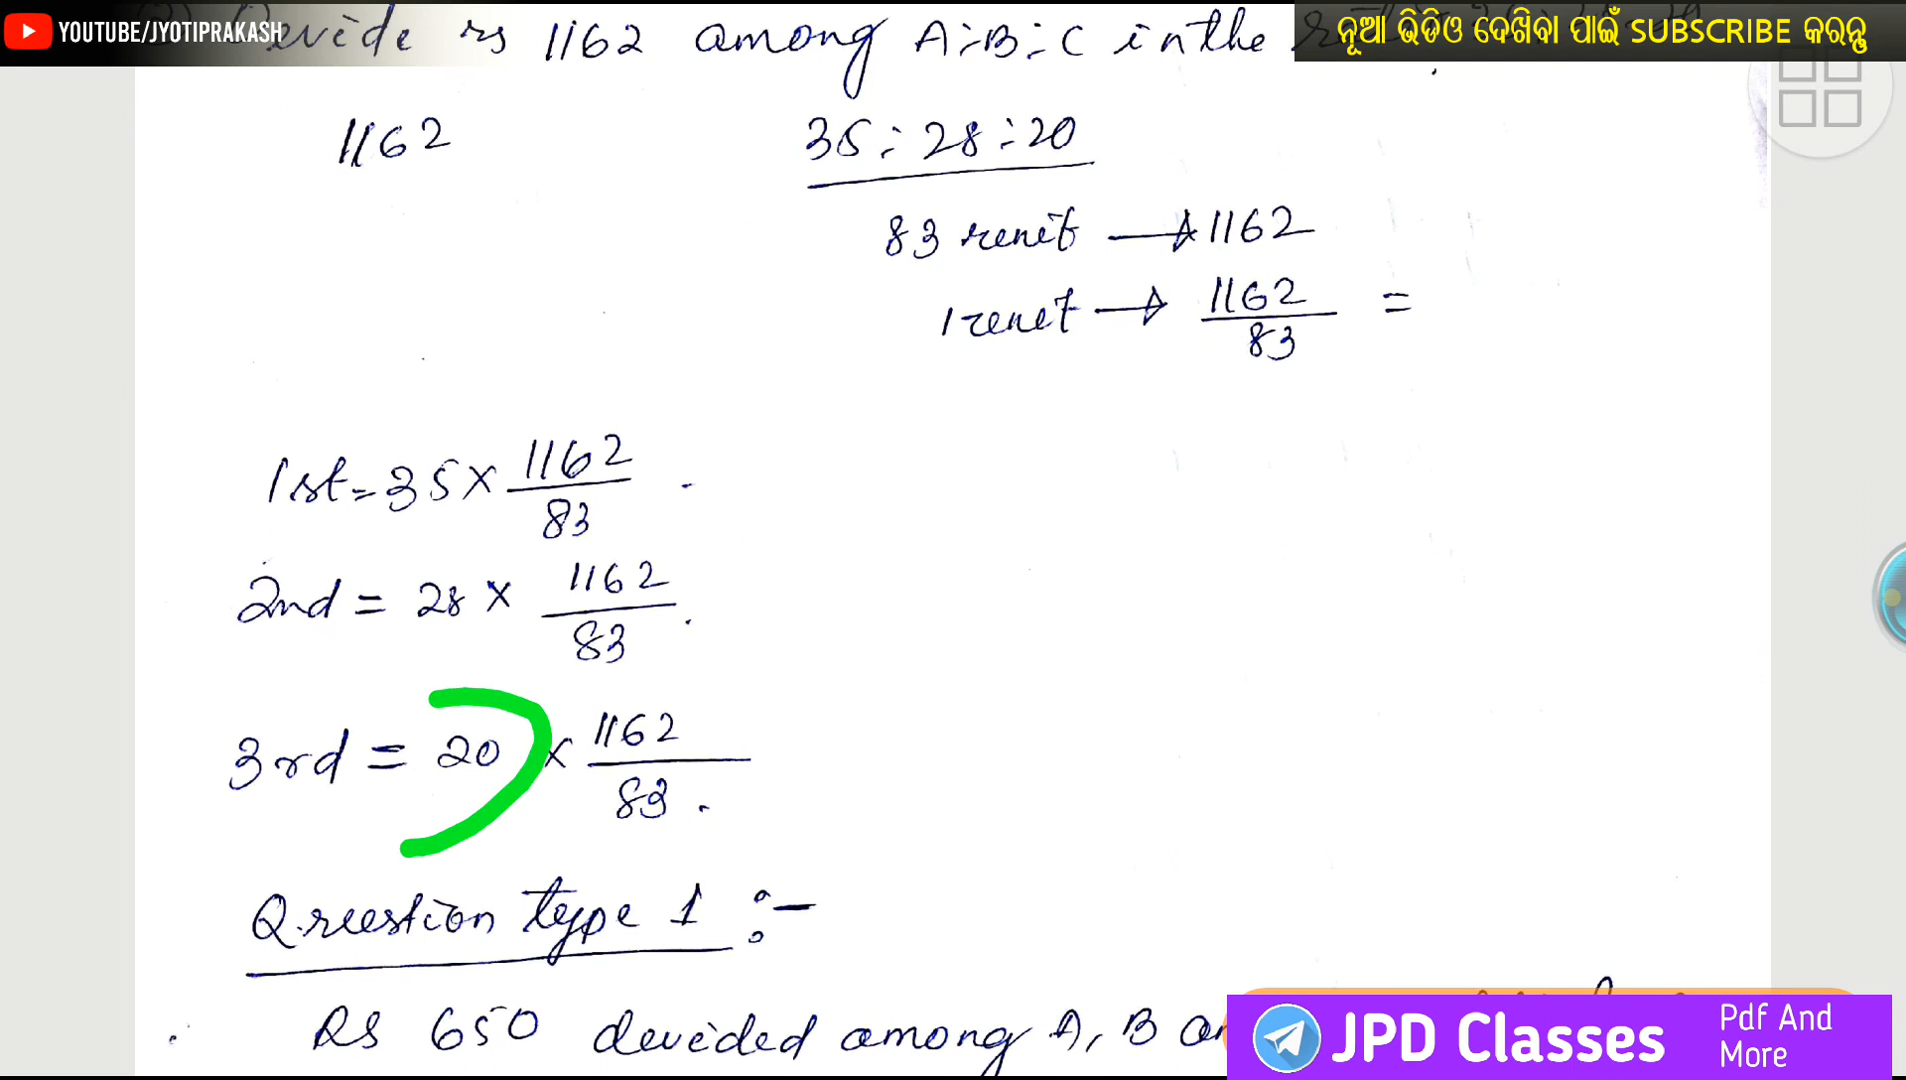 YOUTUBE/JYOTIPRAKASH
ନୂଆ ଭିଡିଓ ଦେଖିବା ପାଇଁ SUBSCRIBE କରନ୍ତୁ
Devide rs 1162 among A:B:C in the
1162
35:28:20
83 unit → 1162
1 unit → 1162/83 =
1st = 35 × 1162/83 .
2nd = 28 × 1162/83 .
3rd = 20 × 1162/83 .
Question type 1 :-
Rs 650 devided among A, B
JPD Classes
Pdf And
More